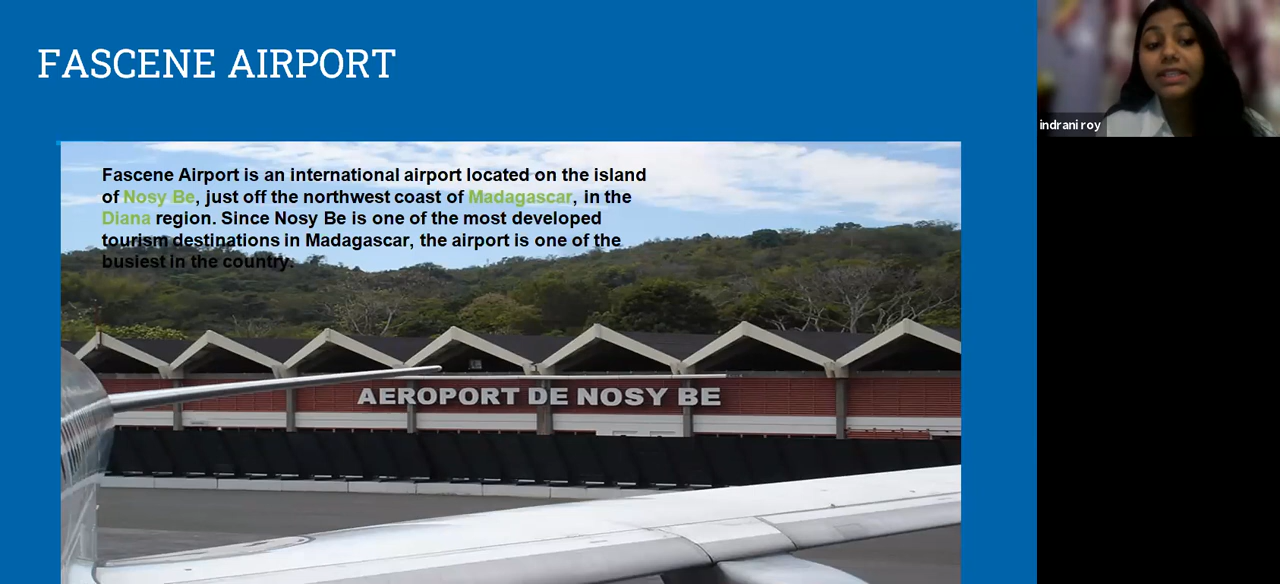 FASCENE AIRPORT
Fascene Airport is an international airport located on the island
of Nosy Be, just off the northwest coast of Madagascar, in the
Diana region. Since Nosy Be is one of the most developed
tourism destinations in Madagascar, the airport is one of the
busiest in the country.
AEROPORT DE NOSY BE
indrani roy